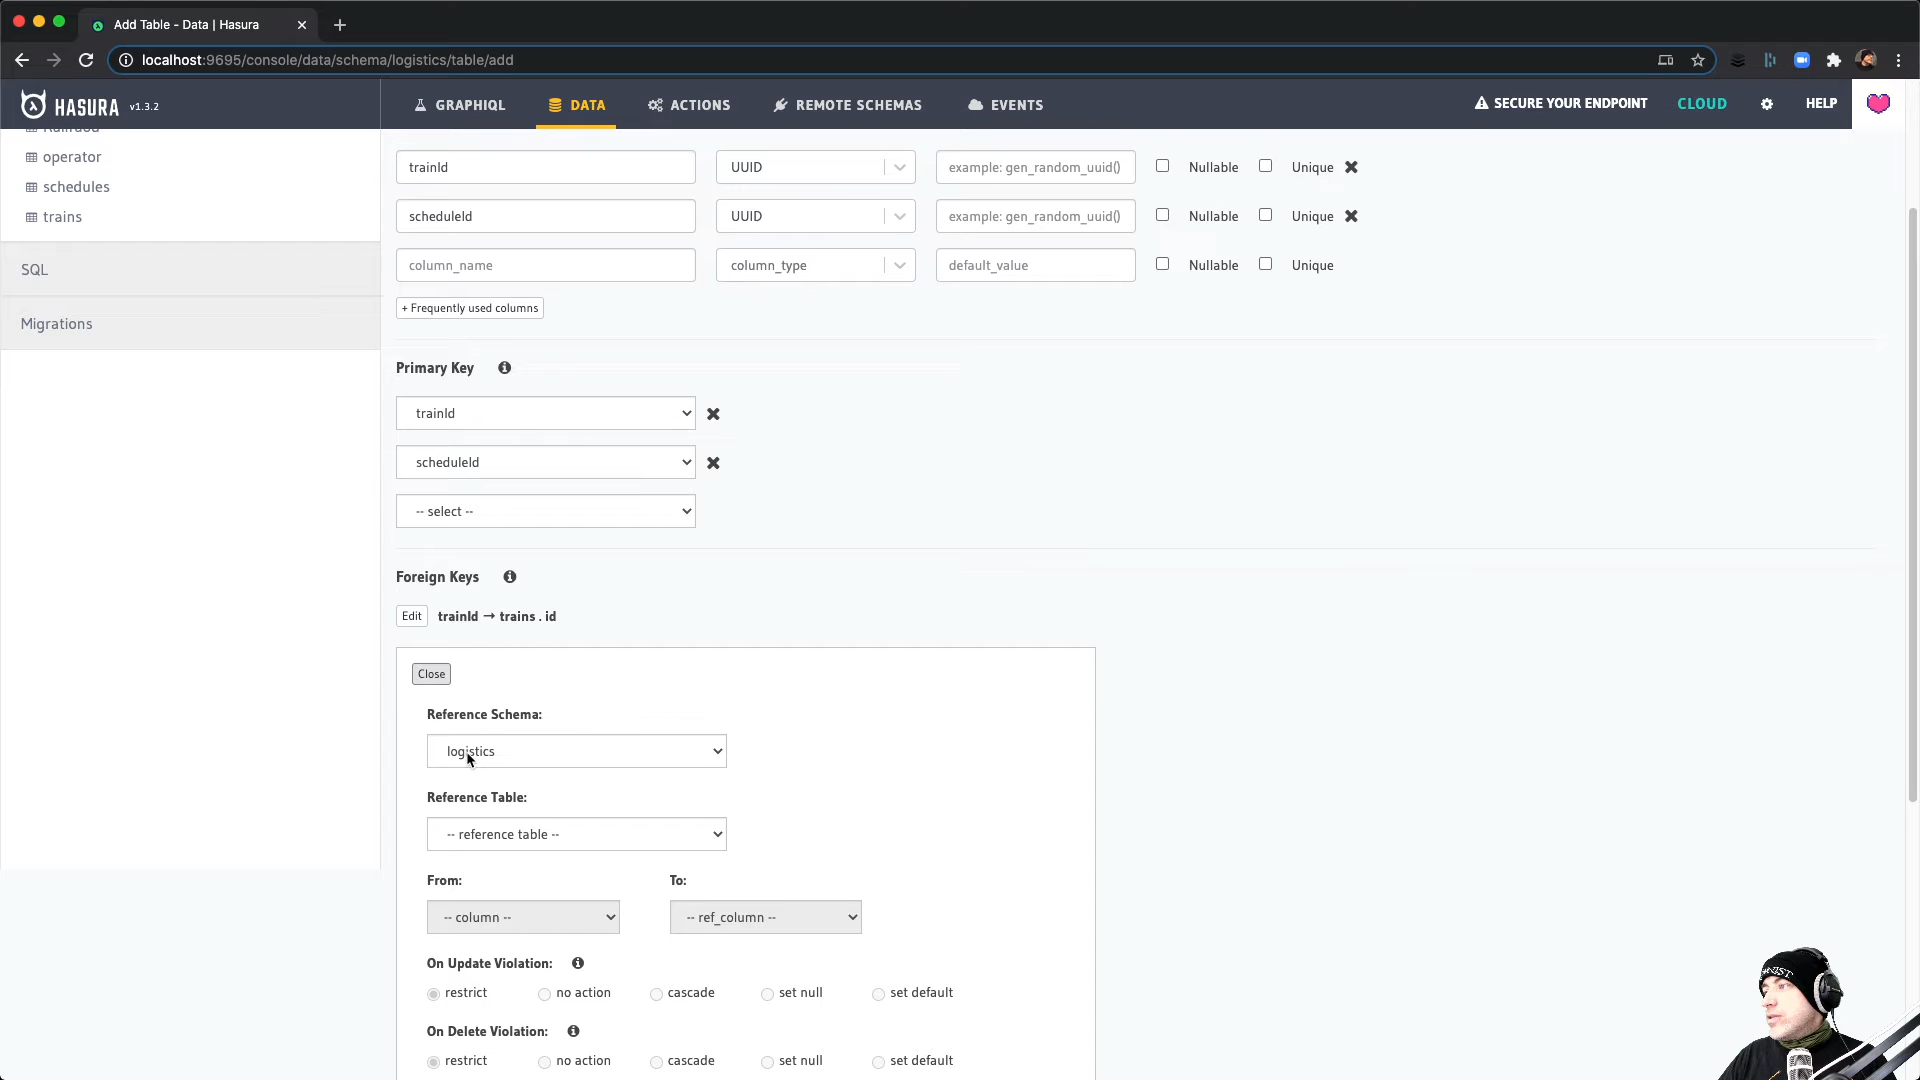 Add Table - Data | Hasura
localhost:9695/console/data/schema/logistics/table/add
HASURA v1.3.2
GRAPHIQL
DATA
ACTIONS
REMOTE SCHEMAS
EVENTS
SECURE YOUR ENDPOINT
CLOUD
HELP
operator
schedules
trains
SQL
Migrations
trainId UUID example: gen_random_uuid() Nullable Unique
scheduleId UUID example: gen_random_uuid() Nullable Unique
column_name column_type default_value Nullable Unique
+ Frequently used columns
Primary Key
trainId
scheduleId
-- select --
Foreign Keys
Edit trainId → trains . id
Close
Reference Schema:
logistics
Reference Table:
-- reference table --
From: To:
-- column -- -- ref_column --
On Update Violation:
restrict no action cascade set null set default
On Delete Violation:
restrict no action cascade set null set default